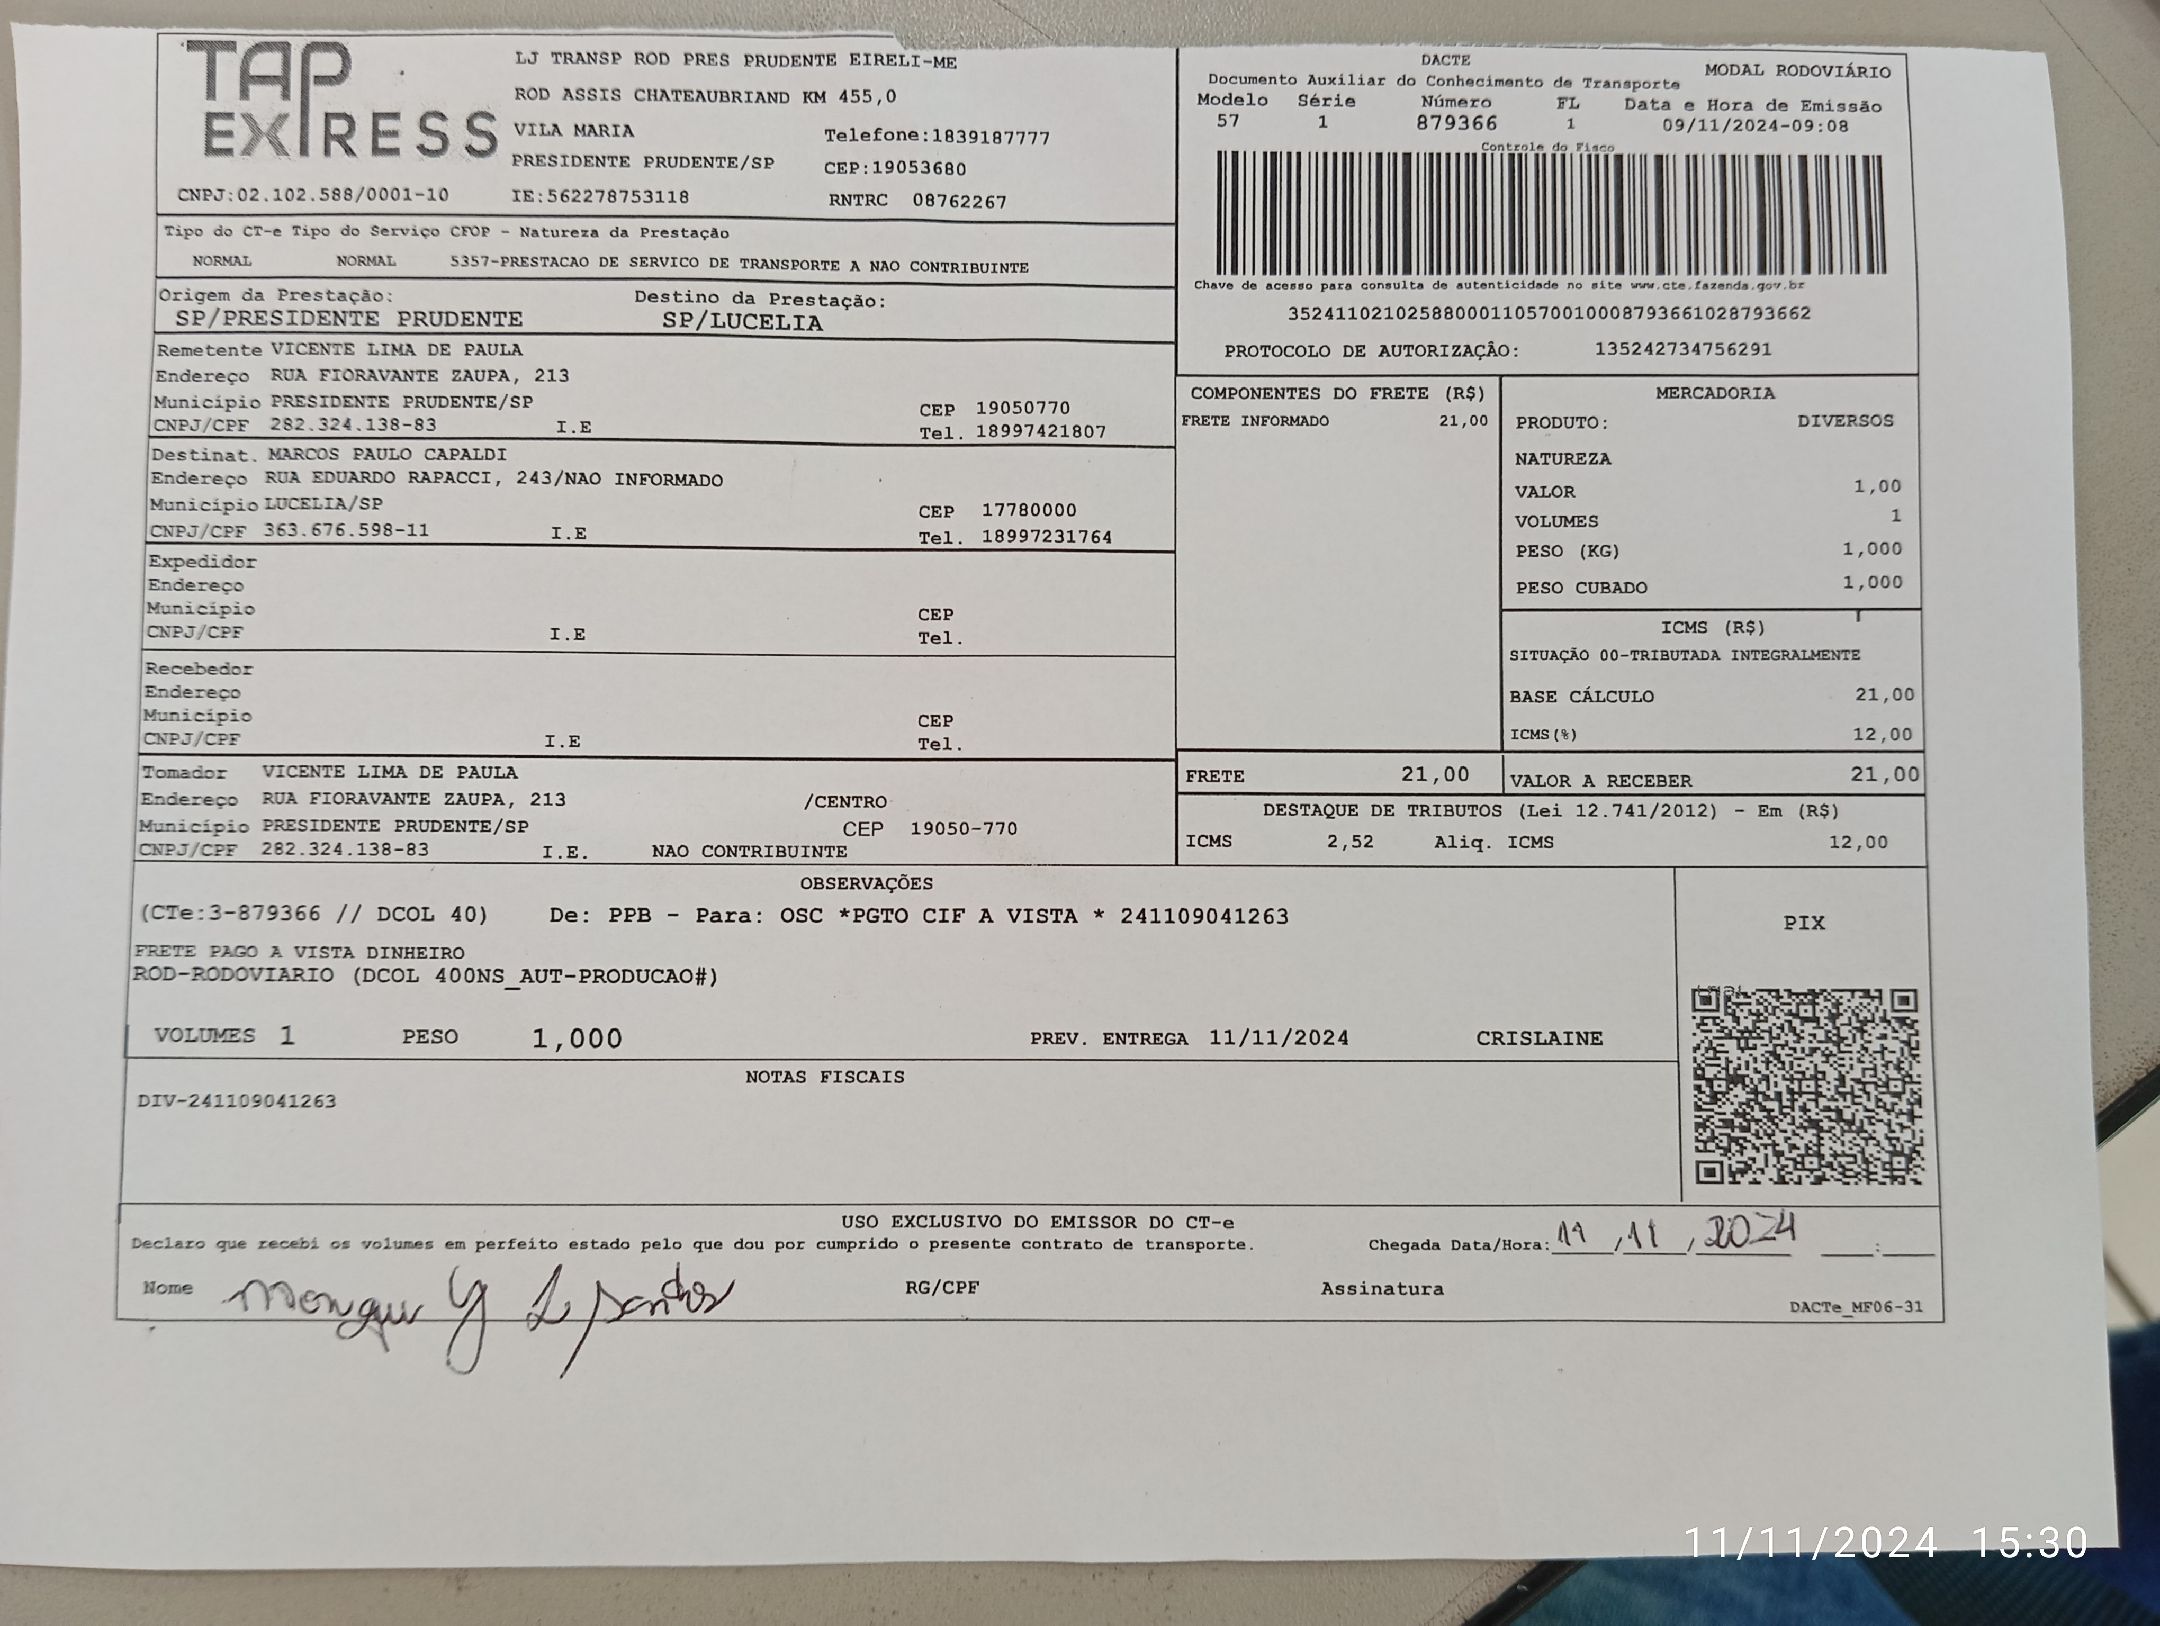 TAP EXPRESS
LJ TRANSP ROD PRES PRUDENTE EIRELI-ME
ROD ASSIS CHATEAUBRIAND KM 455,0
VILA MARIA Telefone:1839187777
PRESIDENTE PRUDENTE/SP CEP:19053680
CNPJ:02.102.588/0001-10 IE:562278753118 RNTRC 08762267
DACTE MODAL RODOVIÁRIO
Documento Auxiliar do Conhecimento de Transporte
Modelo Série Número FL Data e Hora de Emissão
57 1 879366 1 09/11/2024-09:08
Controle do Fisco
Chave de acesso para consulta de autenticidade no site www.cte.fazenda.gov.br
35241102102588000110570010008793661028793662
PROTOCOLO DE AUTORIZAÇÂO: 135242734756291
Tipo do CT-e Tipo do Serviço CFOP - Natureza da Prestação
NORMAL NORMAL 5357-PRESTACAO DE SERVICO DE TRANSPORTE A NAO CONTRIBUINTE
Origem da Prestação: Destino da Prestação:
SP/PRESIDENTE PRUDENTE SP/LUCELIA
Remetente VICENTE LIMA DE PAULA
Endereço RUA FIORAVANTE ZAUPA, 213
Município PRESIDENTE PRUDENTE/SP CEP 19050770
CNPJ/CPF 282.324.138-83 I.E Tel. 18997421807
Destinat. MARCOS PAULO CAPALDI
Endereço RUA EDUARDO RAPACCI, 243/NAO INFORMADO
Município LUCELIA/SP CEP 17780000
CNPJ/CPF 363.676.598-11 I.E Tel. 18997231764
Expedidor
Endereço
Município CEP
CNPJ/CPF I.E Tel.
Recebedor
Endereço
Município CEP
CNPJ/CPF I.E Tel.
Tomador VICENTE LIMA DE PAULA
Endereço RUA FIORAVANTE ZAUPA, 213 /CENTRO
Município PRESIDENTE PRUDENTE/SP CEP 19050-770
CNPJ/CPF 282.324.138-83 I.E. NAO CONTRIBUINTE
COMPONENTES DO FRETE (R$)
FRETE INFORMADO 21,00
MERCADORIA
PRODUTO: DIVERSOS
NATUREZA
VALOR 1,00
VOLUMES 1
PESO (KG) 1,000
PESO CUBADO 1,000
ICMS (R$)
SITUAÇÃO 00-TRIBUTADA INTEGRALMENTE
BASE CÁLCULO 21,00
ICMS(%) 12,00
FRETE 21,00 VALOR A RECEBER 21,00
DESTAQUE DE TRIBUTOS (Lei 12.741/2012) - Em (R$)
ICMS 2,52 Aliq. ICMS 12,00
OBSERVAÇÕES
(CTe:3-879366 // DCOL 40) De: PPB - Para: OSC *PGTO CIF A VISTA * 241109041263
FRETE PAGO A VISTA DINHEIRO
ROD-RODOVIARIO (DCOL 400NS_AUT-PRODUCAO#)
VOLUMES 1 PESO 1,000 PREV. ENTREGA 11/11/2024 CRISLAINE
PIX
NOTAS FISCAIS
DIV-241109041263
USO EXCLUSIVO DO EMISSOR DO CT-e
Declaro que recebi os volumes em perfeito estado pelo que dou por cumprido o presente contrato de transporte. Chegada Data/Hora: 11 / 11 / 2024 :
Nome RG/CPF Assinatura
DACTe_MF06-31
11/11/2024 15:30